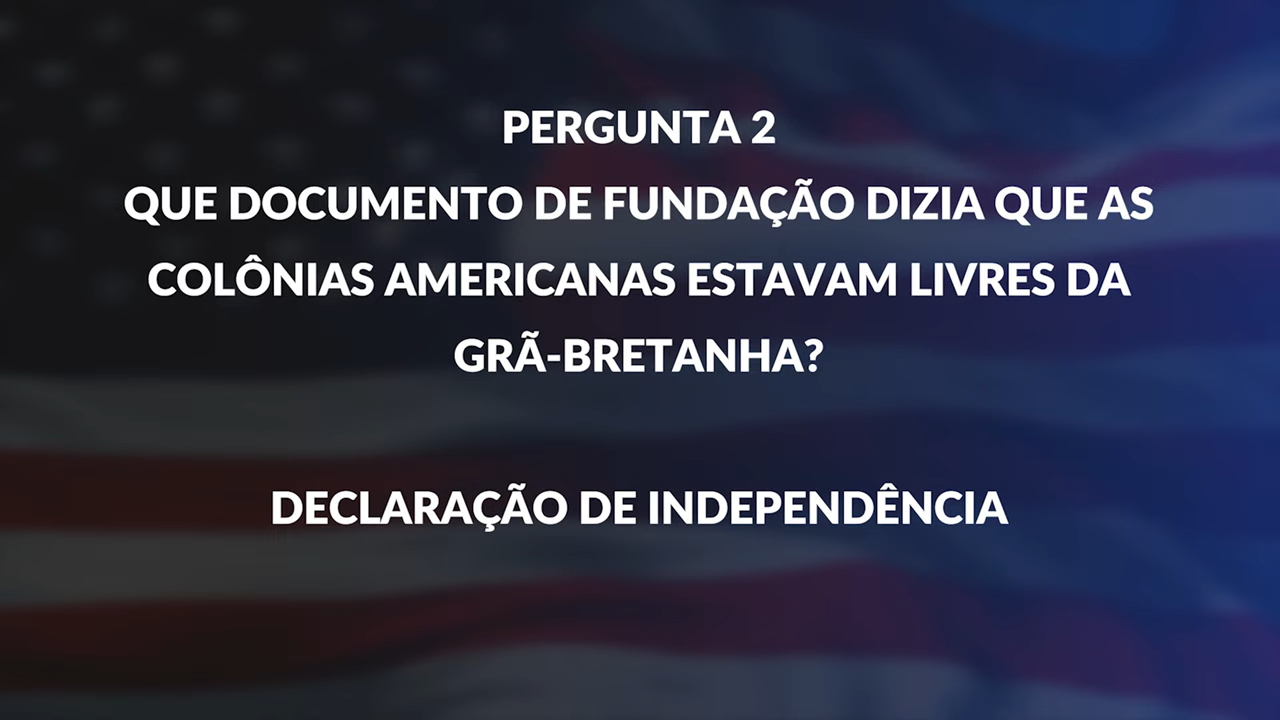 PERGUNTA 2
QUE DOCUMENTO DE FUNDAÇÃO DIZIA QUE AS
COLÔNIAS AMERICANAS ESTAVAM LIVRES DA
GRÃ-BRETANHA?
DECLARAÇÃO DE INDEPENDÊNCIA